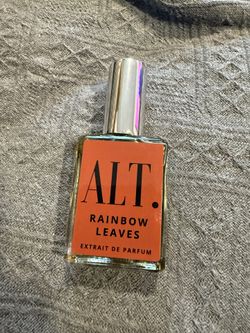 ALT.
RAINBOW
LEAVES
EXTRAIT DE PARFUM